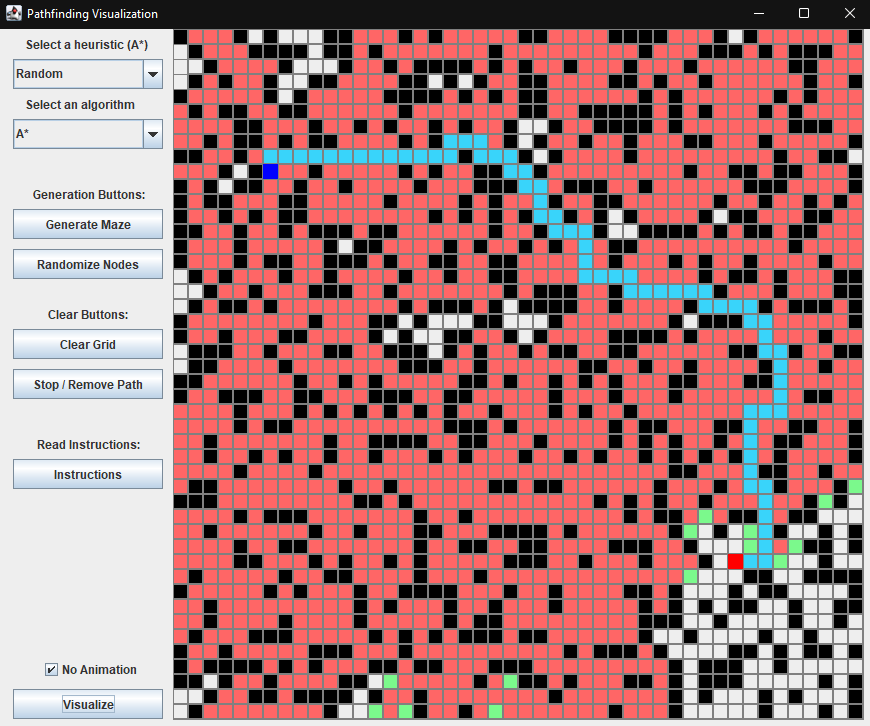 Pathfinding Visualization
Select a heuristic (A*)
Random
Select an algorithm
A*
Generation Buttons:
Generate Maze
Randomize Nodes
Clear Buttons:
Clear Grid
Stop / Remove Path
Read Instructions:
Instructions
No Animation
Visualize